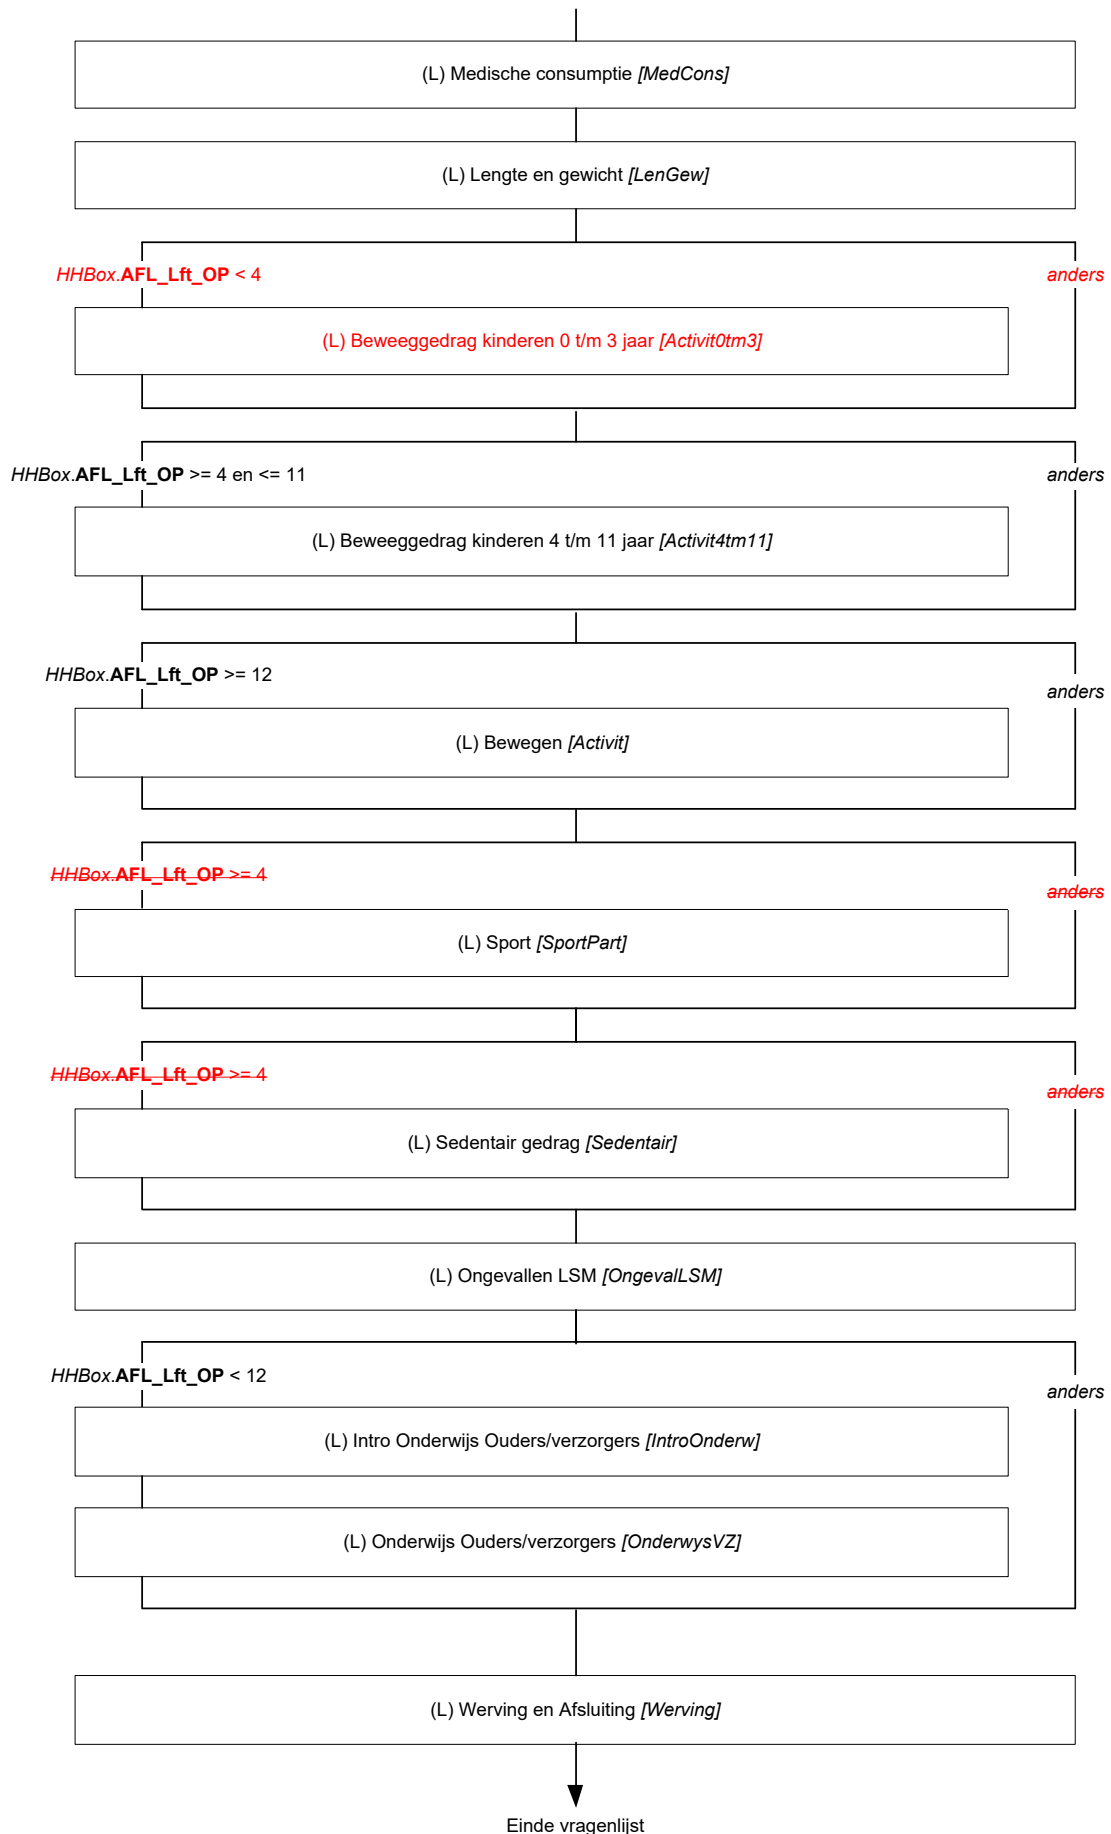 (L) Medische consumptie [MedCons]
(L) Lengte en gewicht [LenGew]
HHBox.AFL_Lft_OP < 4
anders
(L) Beweeggedrag kinderen 0 t/m 3 jaar [Activit0tm3]
HHBox.AFL_Lft_OP >= 4 en <= 11
anders
(L) Beweeggedrag kinderen 4 t/m 11 jaar [Activit4tm11]
HHBox.AFL_Lft_OP >= 12
anders
(L) Bewegen [Activit]
HHBox.AFL_Lft_OP >= 4
anders
(L) Sport [SportPart]
HHBox.AFL_Lft_OP >= 4
anders
(L) Sedentair gedrag [Sedentair]
(L) Ongevallen LSM [OngevalLSM]
HHBox.AFL_Lft_OP < 12
anders
(L) Intro Onderwijs Ouders/verzorgers [IntroOnderw]
(L) Onderwijs Ouders/verzorgers [OnderwysVZ]
(L) Werving en Afsluiting [Werving]
Einde vragenlijst